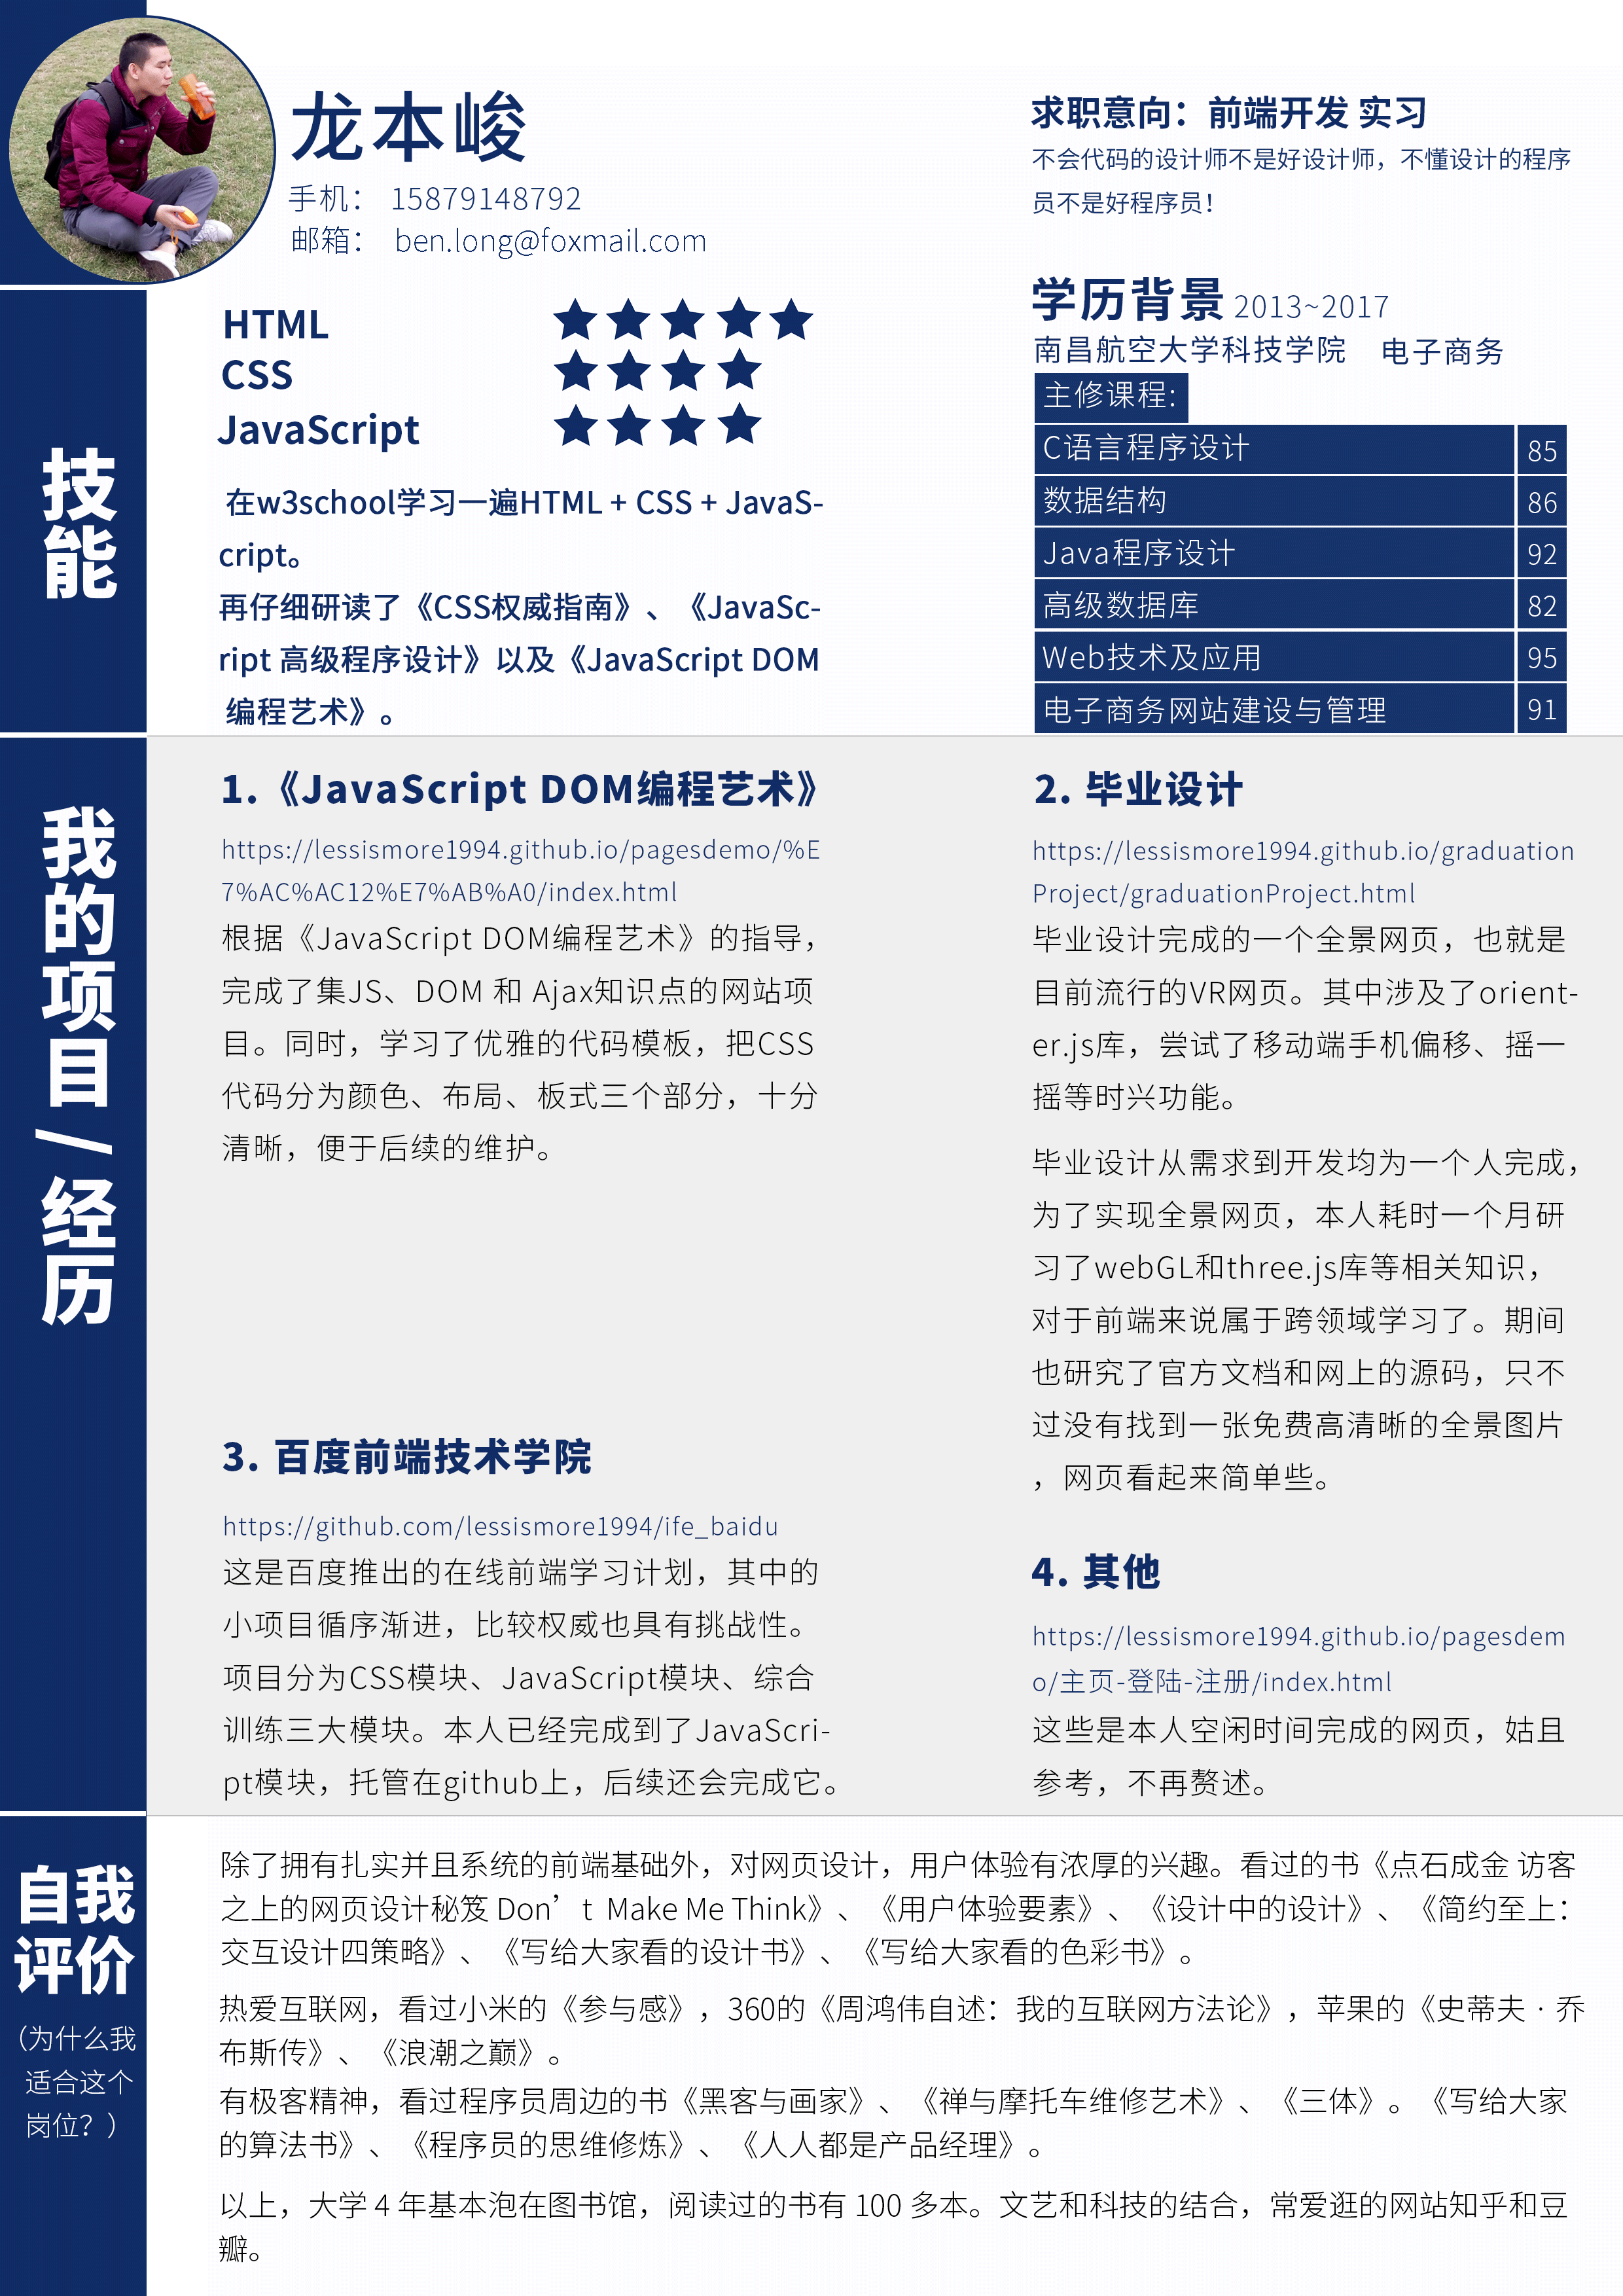 龙本峻
手机： 15879148792
邮箱： ben.long@foxmail.com
求职意向：前端开发 实习
不会代码的设计师不是好设计师，不懂设计的程序
员不是好程序员！
技能
HTML
CSS
JavaScript
在w3school学习一遍HTML + CSS + JavaS-
cript。
再仔细研读了《CSS权威指南》、《JavaSc-
ript 高级程序设计》以及《JavaScript DOM
编程艺术》。
学历背景 2013~2017
南昌航空大学科技学院 电子商务
主修课程:
C语言程序设计 85
数据结构 86
Java程序设计 92
高级数据库 82
Web技术及应用 95
电子商务网站建设与管理 91
我的项目/经历
1.《JavaScript DOM编程艺术》
https://lessismore1994.github.io/pagesdemo/%E
7%AC%AC12%E7%AB%A0/index.html
根据《JavaScript DOM编程艺术》的指导，
完成了集JS、DOM 和 Ajax知识点的网站项
目。同时，学习了优雅的代码模板，把CSS
代码分为颜色、布局、板式三个部分，十分
清晰，便于后续的维护。
2. 毕业设计
https://lessismore1994.github.io/graduation
Project/graduationProject.html
毕业设计完成的一个全景网页，也就是
目前流行的VR网页。其中涉及了orient-
er.js库，尝试了移动端手机偏移、摇一
摇等时兴功能。
毕业设计从需求到开发均为一个人完成，
为了实现全景网页，本人耗时一个月研
习了webGL和three.js库等相关知识，
对于前端来说属于跨领域学习了。期间
也研究了官方文档和网上的源码，只不
过没有找到一张免费高清晰的全景图片
，网页看起来简单些。
3. 百度前端技术学院
https://github.com/lessismore1994/ife_baidu
这是百度推出的在线前端学习计划，其中的
小项目循序渐进，比较权威也具有挑战性。
项目分为CSS模块、JavaScript模块、综合
训练三大模块。本人已经完成到了JavaScri-
pt模块，托管在github上，后续还会完成它。
4. 其他
https://lessismore1994.github.io/pagesdem
o/主页-登陆-注册/index.html
这些是本人空闲时间完成的网页，姑且
参考，不再赘述。
自我
评价
（为什么我
适合这个
岗位？）
除了拥有扎实并且系统的前端基础外，对网页设计，用户体验有浓厚的兴趣。看过的书《点石成金 访客
之上的网页设计秘笈 Don’t Make Me Think》、《用户体验要素》、《设计中的设计》、《简约至上：
交互设计四策略》、《写给大家看的设计书》、《写给大家看的色彩书》。
热爱互联网，看过小米的《参与感》，360的《周鸿伟自述：我的互联网方法论》，苹果的《史蒂夫·乔
布斯传》、《浪潮之巅》。
有极客精神，看过程序员周边的书《黑客与画家》、《禅与摩托车维修艺术》、《三体》。《写给大家
的算法书》、《程序员的思维修炼》、《人人都是产品经理》。
以上，大学 4 年基本泡在图书馆，阅读过的书有 100 多本。文艺和科技的结合，常爱逛的网站知乎和豆
瓣。